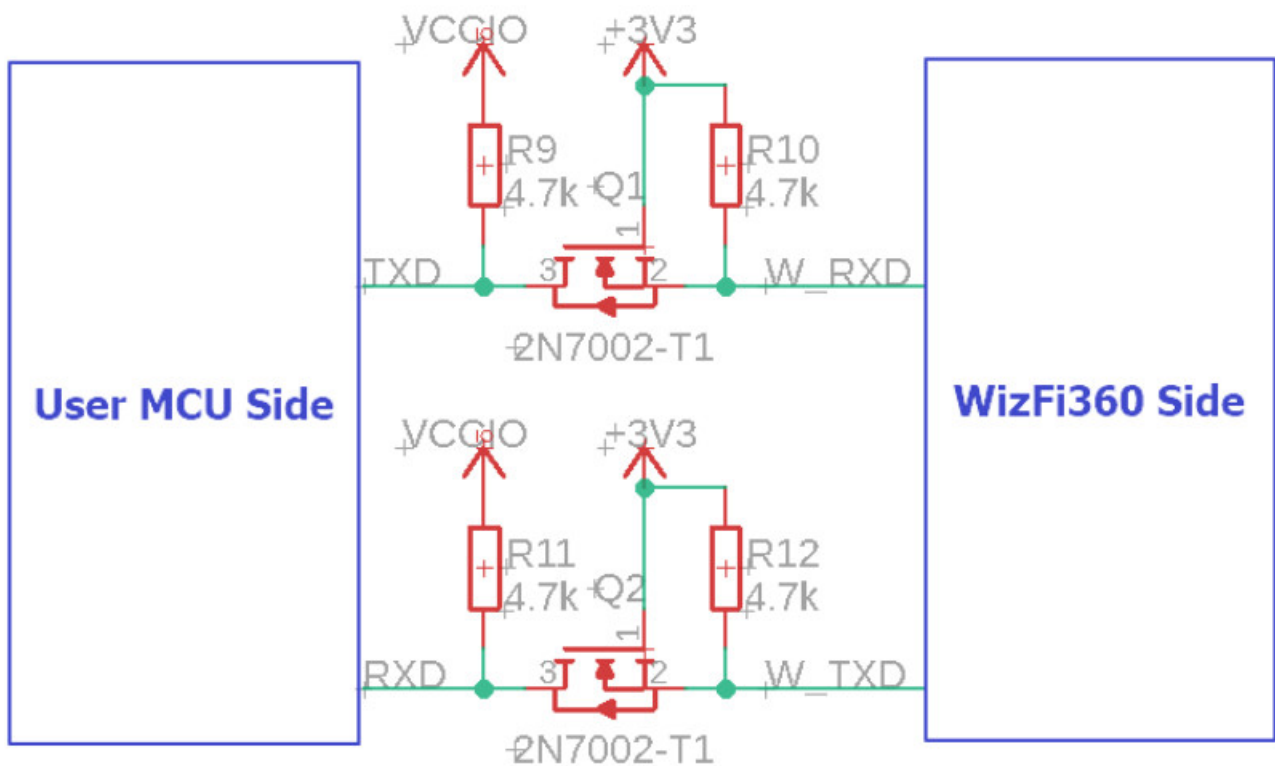 VCCIO
+3V3
R9
4.7k
Q1
R10
4.7k
1
TXD
3
2
W_RXD
2N7002-T1
User MCU Side
WizFi360 Side
VCCIO
+3V3
R11
4.7k
Q2
R12
4.7k
1
RXD
3
2
W_TXD
2N7002-T1